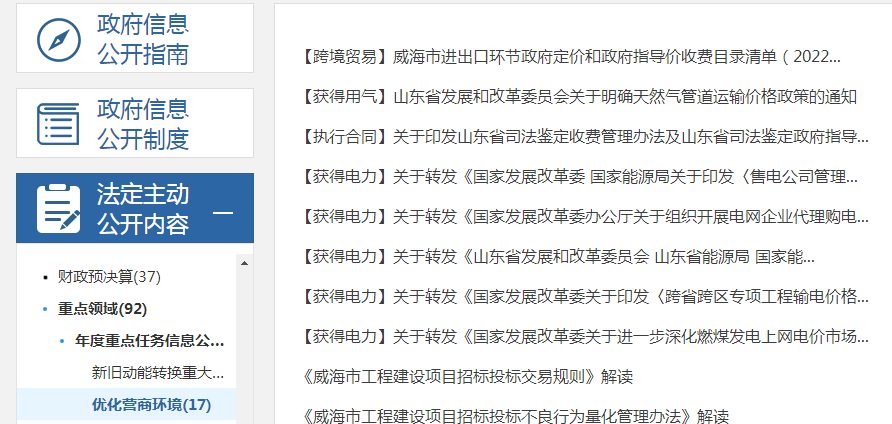 政府信息
公开指南
政府信息
公开制度
法定主动
公开内容
财政预决算(37)
重点领域(92)
年度重点任务信息公...
新旧动能转换重大...
优化营商环境(17)
【跨境贸易】威海市进出口环节政府定价和政府指导价收费目录清单（2022...
【获得用气】山东省发展和改革委员会关于明确天然气管道运输价格政策的通知
【执行合同】关于印发山东省司法鉴定收费管理办法及山东省司法鉴定政府指导...
【获得电力】关于转发《国家发展改革委 国家能源局关于印发〈售电公司管理...
【获得电力】关于转发《国家发展改革委办公厅关于组织开展电网企业代理购电...
【获得电力】关于转发《山东省发展和改革委员会 山东省能源局 国家能...
【获得电力】关于转发《国家发展改革委关于印发〈跨省跨区专项工程输电价格...
【获得电力】关于转发《国家发展改革委关于进一步深化燃煤发电上网电价市场...
《威海市工程建设项目招标投标交易规则》解读
《威海市工程建设项目招标投标不良行为量化管理办法》解读